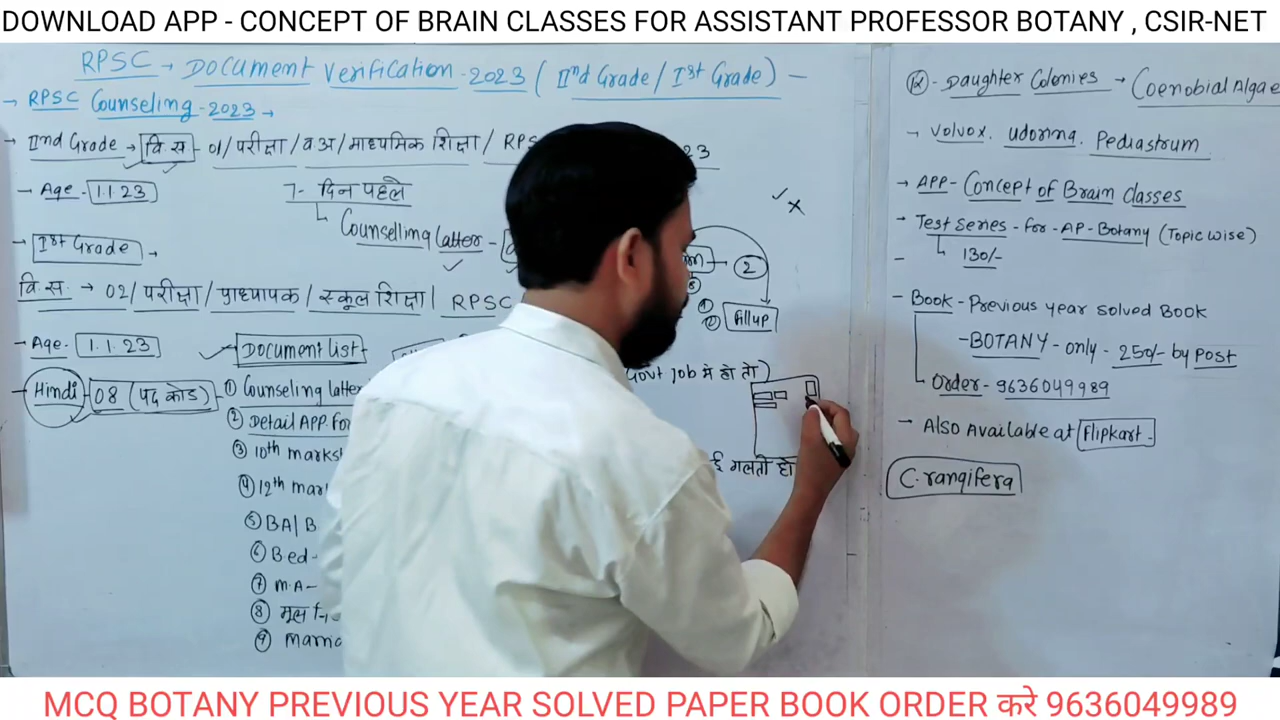 DOWNLOAD APP - CONCEPT OF BRAIN CLASSES FOR ASSISTANT PROFESSOR BOTANY , CSIR-NET
RPSC → Document Verification - 2023 ( IInd Grade / Ist Grade ) -
→ RPSC Counseling - 2023 →
→ IInd Grade → वि.स. 01/परीक्षा/व.अ/माध्यमिक शिक्षा/ RPS 23
→ Age - 1.1.23
7 - दिन पहले
Counselling Latter -
→ Ist Grade →
वि.स. → 02/परीक्षा/प्राध्यापक/स्कूल शिक्षा/ RPSC
2
fillup
→ Age - 1.1.23
Document list
Govt Job में हो तो)
→ Hindi 08 (पद कोड)
① Counseling latte
② Detail APP. Fo
③ 10th marks
④ 12th mar
⑤ BA/B
⑥ Bed -
⑦ M.A -
⑧ मूल
⑨ Marria
गलती हो
Daughter Colonies → Coenobial Algae
→ Volvox. Udorina. Pediastrum
→ APP - Concept of Brain Classes
Test Series - for - AP - Botany (Topic wise)
130/-
- Book - Previous year solved Book
- BOTANY - only - 250/- by Post
Order - 9636049989
→ Also Available at Flipkart -
C. rangifera
MCQ BOTANY PREVIOUS YEAR SOLVED PAPER BOOK ORDER करे 9636049989